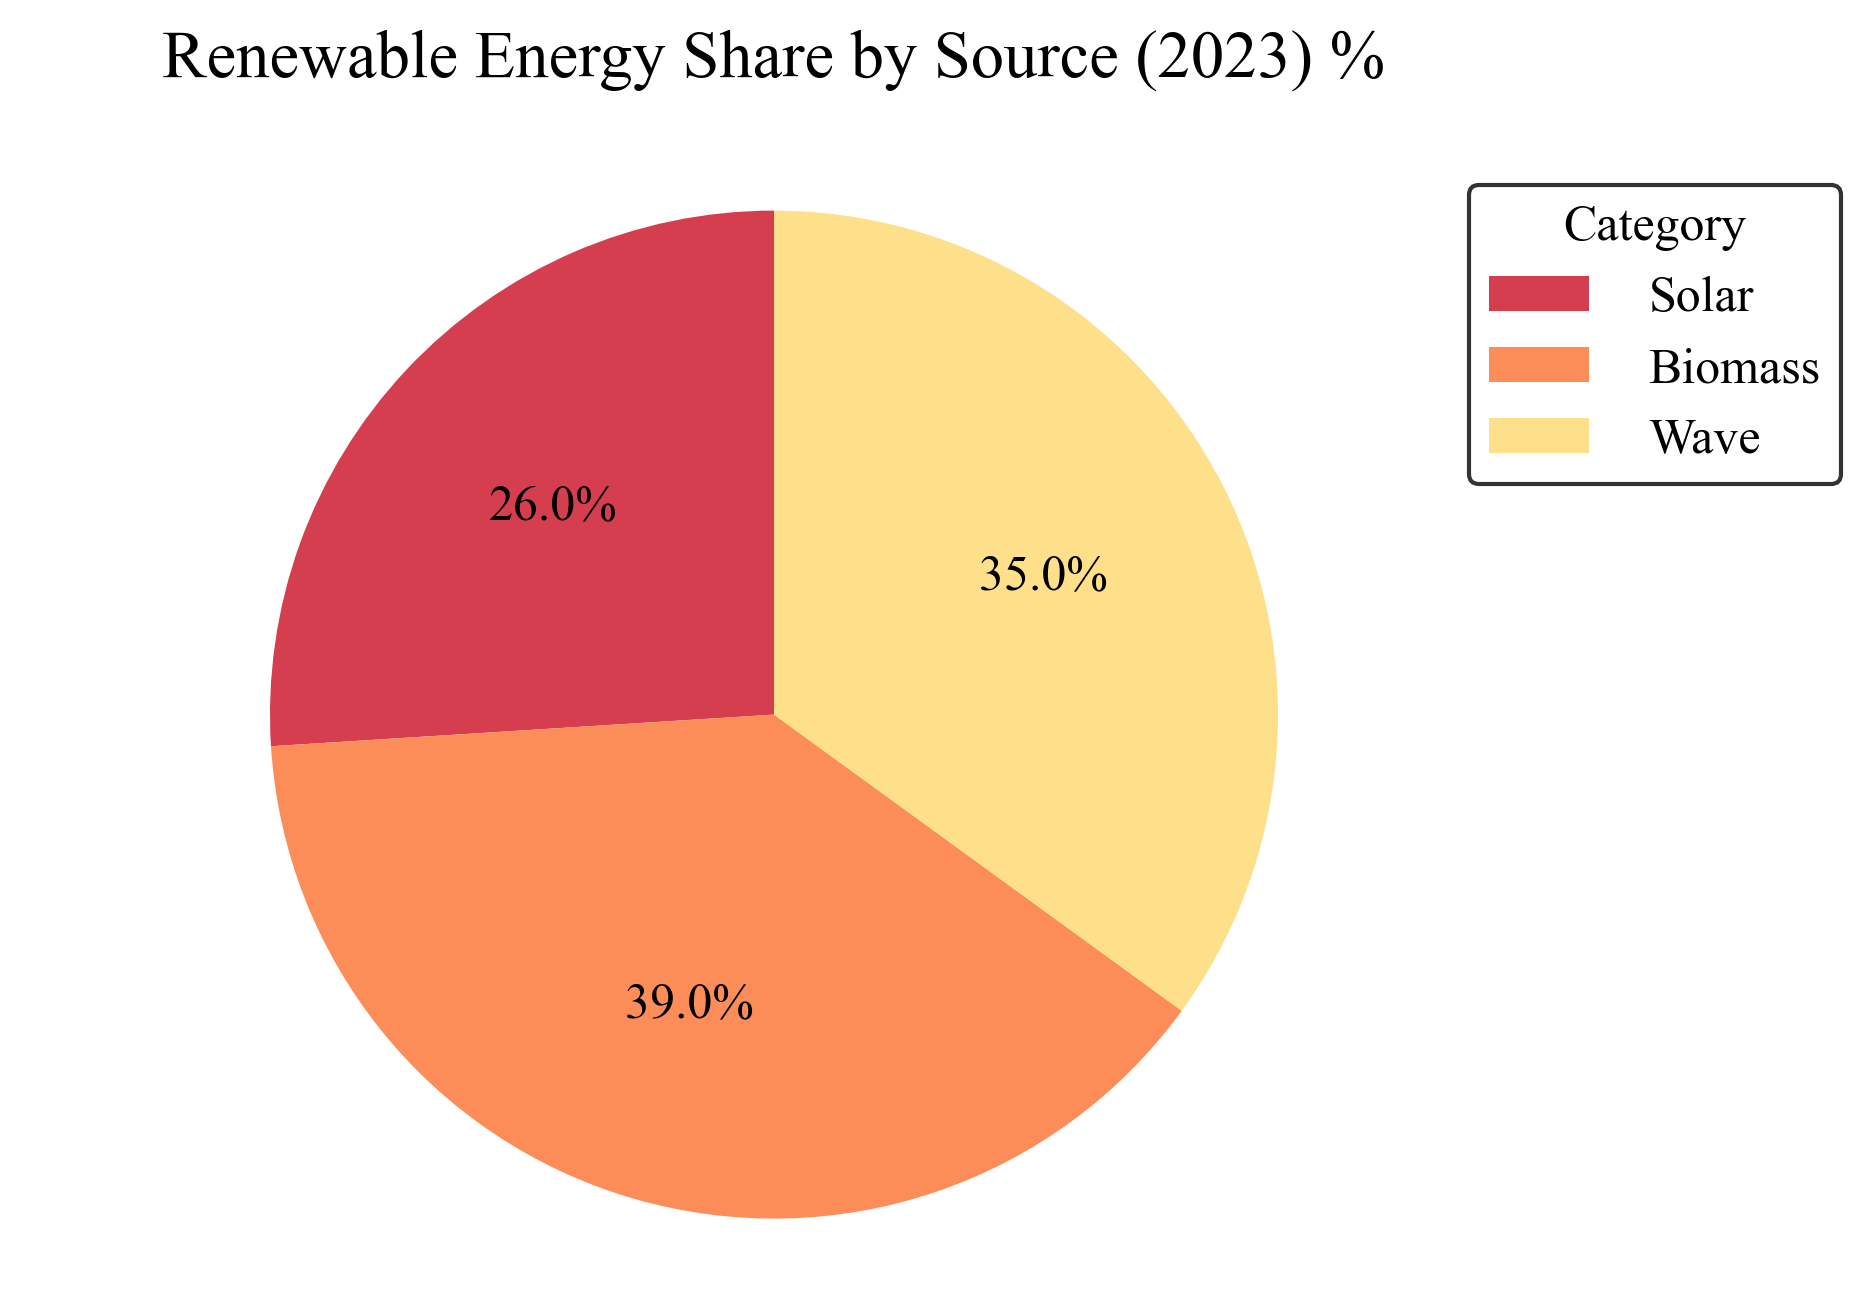 Renewable Energy Share by Source (2023) %
Category
Solar
Biomass
Wave
26.0%
35.0%
39.0%